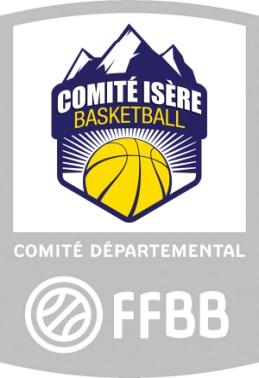 COMITÉ ISÈRE
BASKETBALL
COMITÉ DÉPARTEMENTAL
FFBB